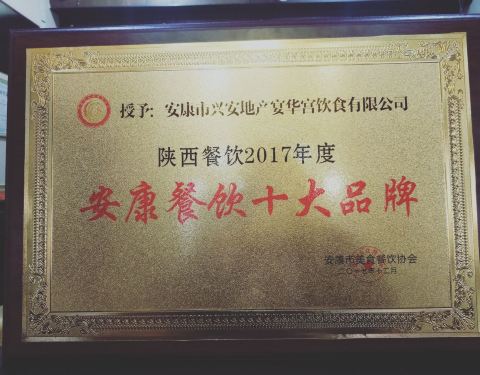 授予：安康市兴安地产宴华宫饮食有限公司
陕西餐饮2017年度
安康餐饮十大品牌
安康市美食餐饮协会
二〇一七年十二月